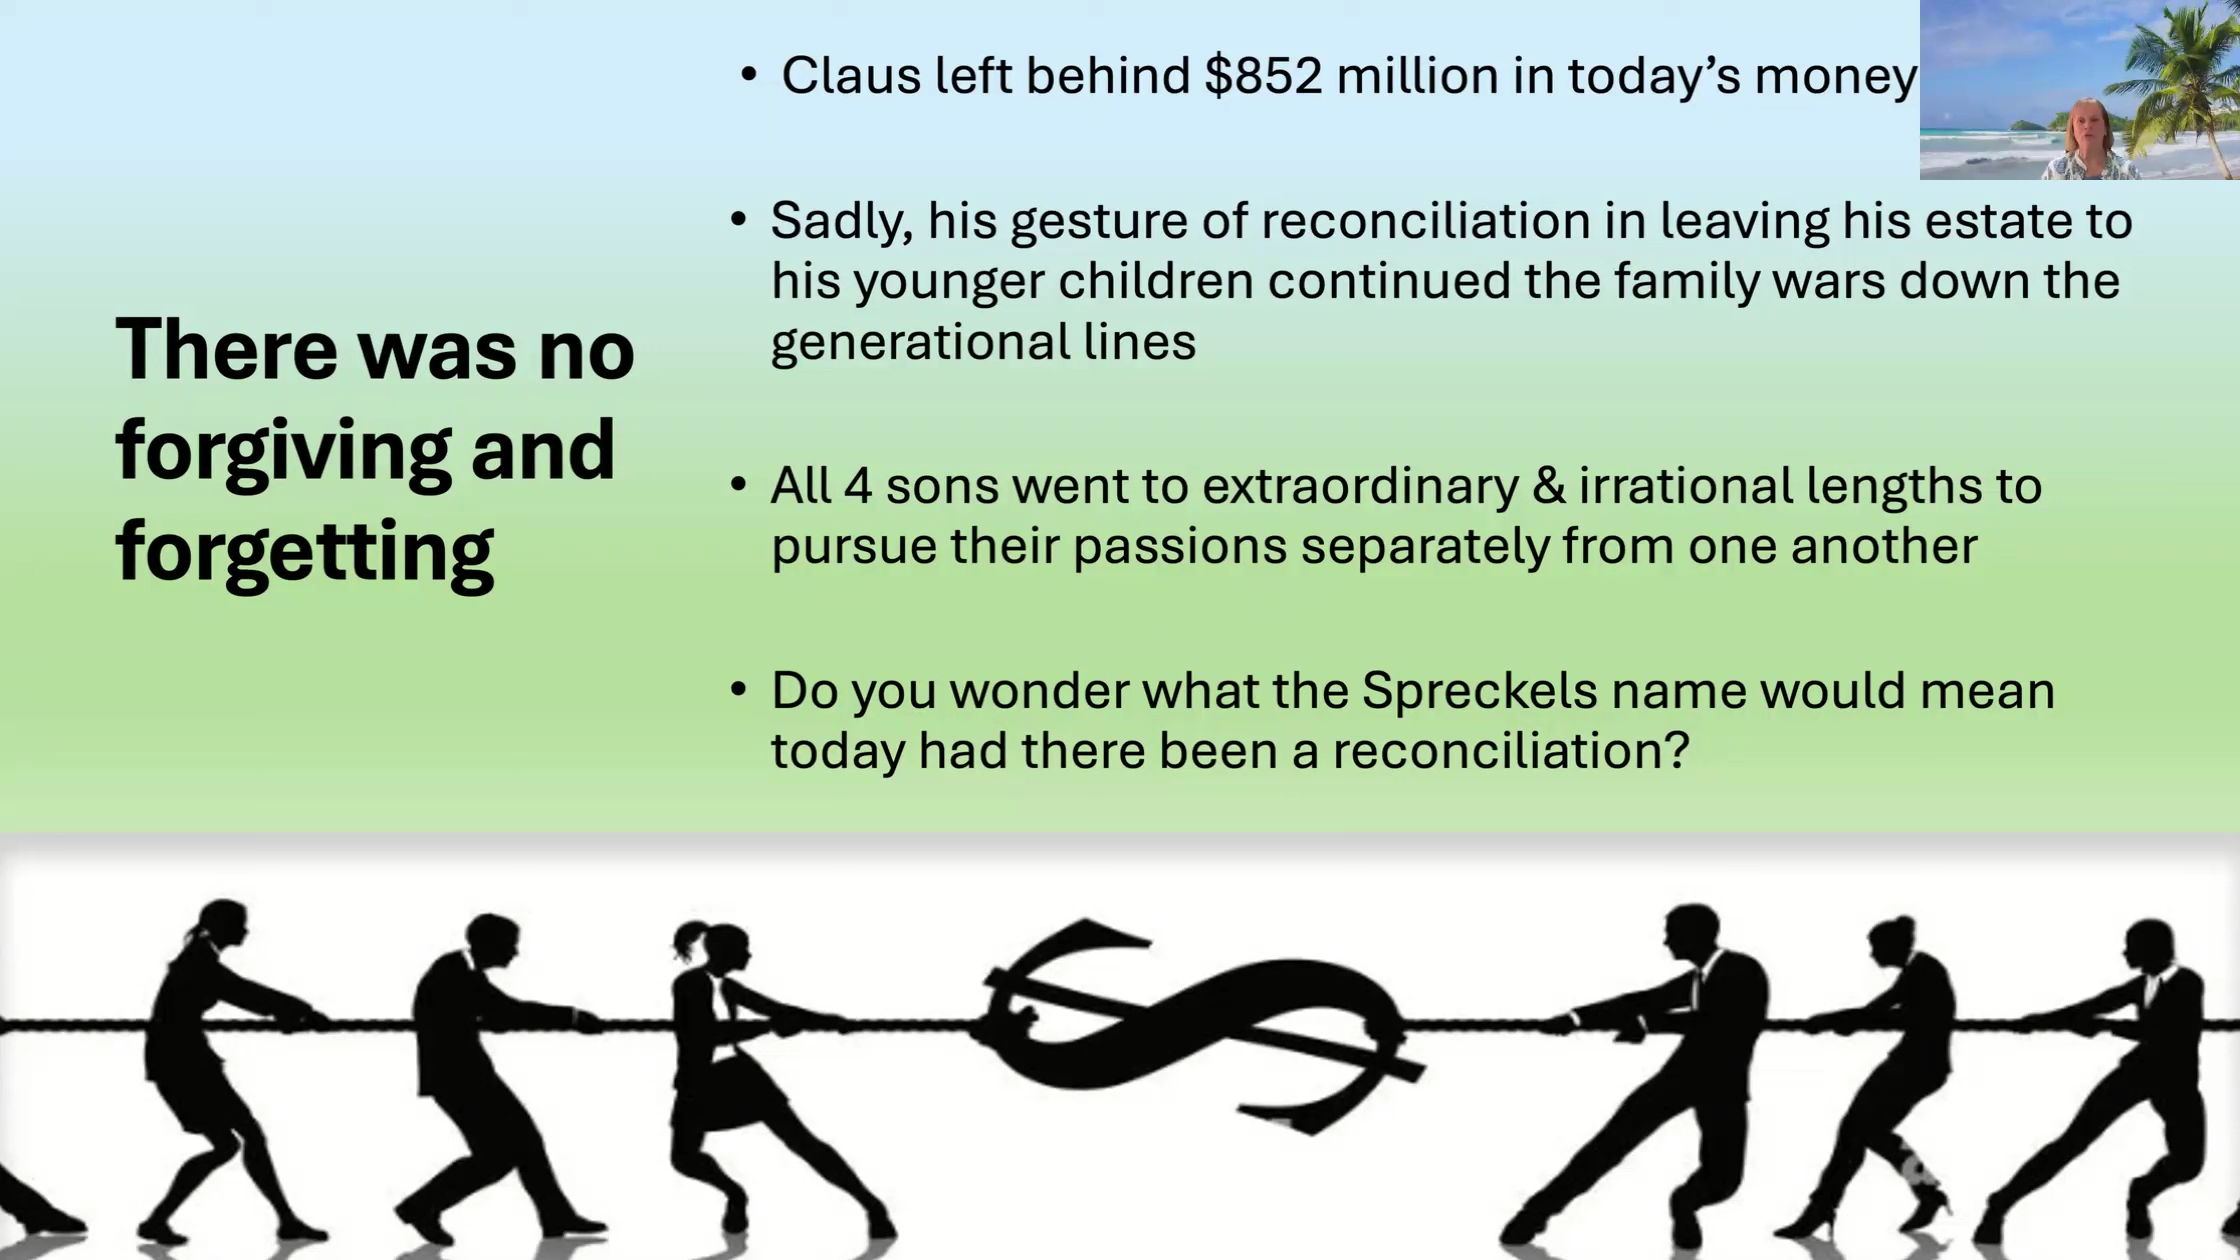 There was no
forgiving and
forgetting
• Claus left behind $852 million in today’s money
• Sadly, his gesture of reconciliation in leaving his estate to
his younger children continued the family wars down the
generational lines
• All 4 sons went to extraordinary & irrational lengths to
pursue their passions separately from one another
• Do you wonder what the Spreckels name would mean
today had there been a reconciliation?